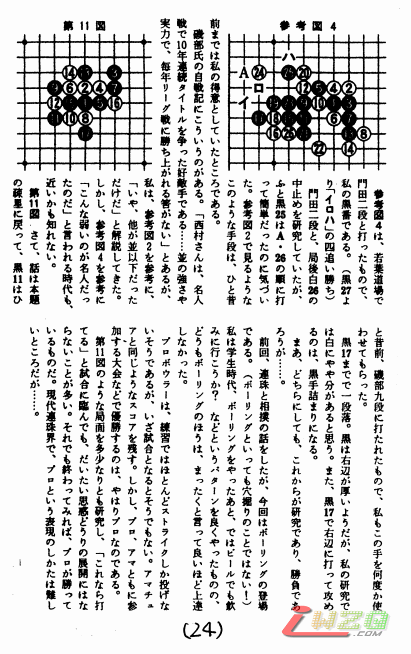 参考図4
A
イ
ロ
ハ
24
20
12
4
2
14
22
16
26
18
8
10
6
参考図4は、若葉道場で
門田二段と打ったもので、
私の黒番である。（黒27よ
り「イロハ」の四追い勝ち）
門田二段と、局後白26の
中止めを研究していたが、
ふと黒25はA・26の順に打
って簡単だったのに気づい
た。参考図2で見るような
このような手段は、ひと昔
前までは私の得意としていたところである。
磯部氏の自戦記にこういうのがある。「西村さんは、名人
戦で10年連続タイトルを争った好敵手である……並の強さや
実力で、毎年リーグ戦に勝ち上がれる筈がない」とあるが、
第11図
14
6
2
4
12
16
10
8
私は、参考図2を参考に、
「いや、他が並以下だった
だけだ」と解説してきた。
しかし、参考図4を参考に
「こんな弱いのが名人だっ
たのだ」と言われる時代も、
近いかも知れない。
第11図　さて、話は本題
の疎星に戻って、黒11はひ
と昔前、磯部九段に打たれたもので、私もこの手を何度か使
わせてもらった。
黒17までで一段落。黒は右辺が厚いようだが、私の研究で
は白にやや分があると思う。また、黒17で右辺に打って攻め
るのは、黒手詰まりになる。
まあ、どちらにしても、これからが研究であり、勝負であ
ろうが……。
前回、連珠と相撲の話をしたが、今回はボーリングの登場
である。（ボーリングといっても穴掘りのことではない！）
私は学生時代、ボーリングをやったあと、ではビールでも飲
みに行こうか？などというパターンを良くやったものの、
どうもボーリングのほうは、まったくと言って良いほど上達
しなかった。
プロボウラーは、練習ではほとんどストライクしか投げな
いそうであるが、いざ試合となるとそうでもない。アマチュ
アと同じようなスコアを残す。しかし、プロ、アマともに参
加する大会などで優勝するのは、やはりプロなのである。
第11図のような局面を多少なりとも研究し、「これなら打
てる」と試合に臨んでも、だいたい思惑どうりの展開にはな
らないことが多い。それでも終わってみれば、プロが勝って
いるものだ。現代連珠界で、プロという表現のしかたは難し
いところだが……。
(24)
iWZQ